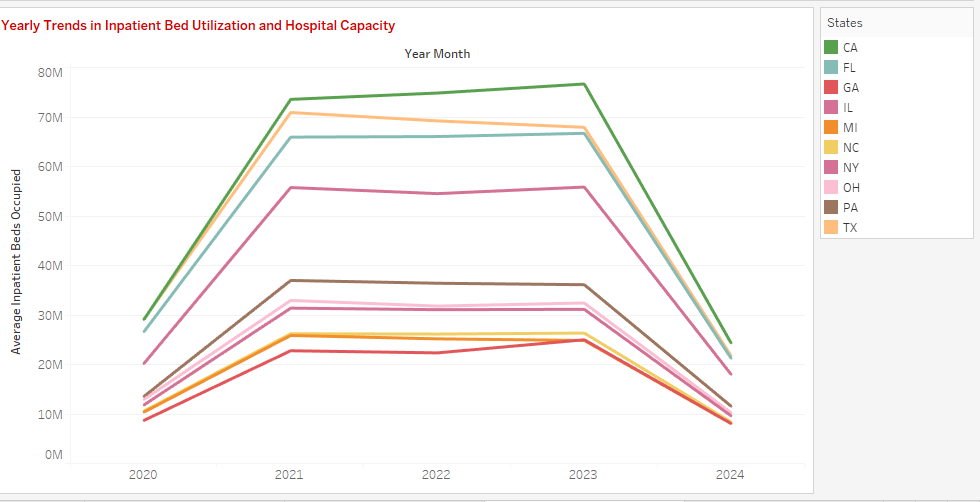 Yearly Trends in Inpatient Bed Utilization and Hospital Capacity
Year Month
Average Inpatient Beds Occupied
80M
70M
60M
50M
40M
30M
20M
10M
0M
2020
2021
2022
2023
2024
States
CA
FL
GA
IL
MI
NC
NY
OH
PA
TX